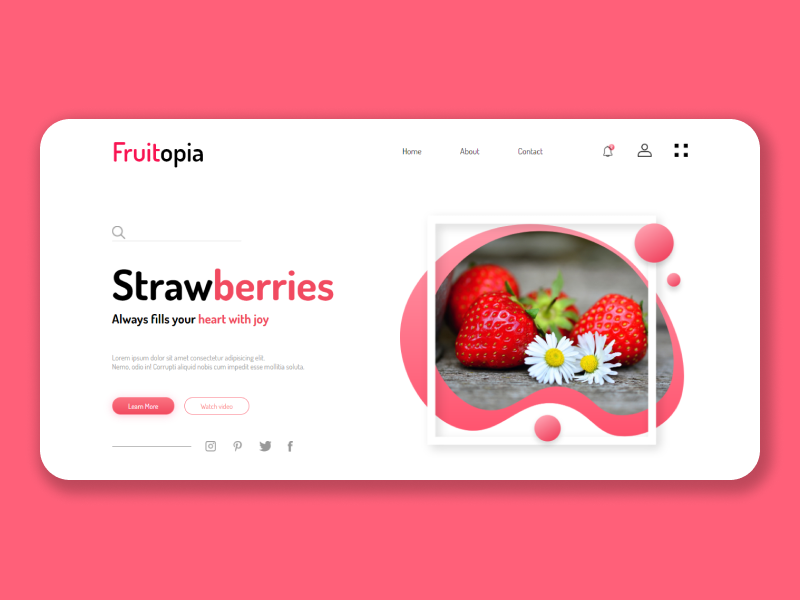 Fruitopia
Home About Contact
Strawberries
Always fills your heart with joy
Lorem ipsum dolor sit amet consectetur adipisicing elit.
Nemo, odio in! Corrupti aliquid nobis cum impedit esse mollitia soluta.
Learn More Watch video